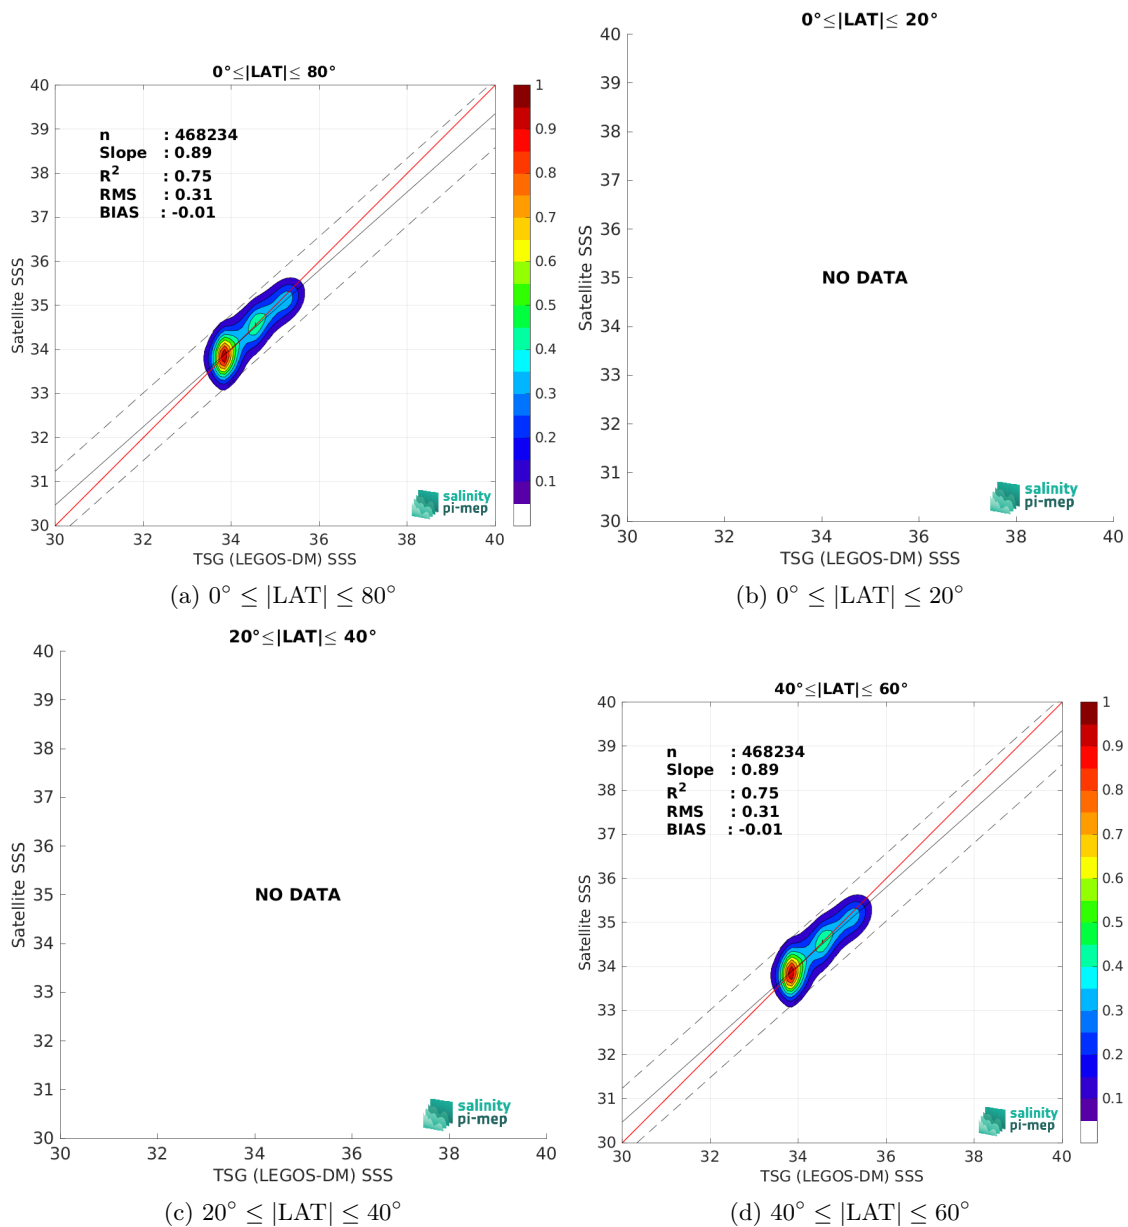 0°≤|LAT|≤ 80°
40
39
38
37
36
35
34
33
32
31
30
Satellite SSS
n : 468234
Slope : 0.89
R² : 0.75
RMS : 0.31
BIAS : -0.01
salinity
pi-mep
30 32 34 36 38 40
TSG (LEGOS-DM) SSS
1
0.9
0.8
0.7
0.6
0.5
0.4
0.3
0.2
0.1
(a) 0° ≤ |LAT| ≤ 80°
0°≤|LAT|≤ 20°
40
39
38
37
36
35
34
33
32
31
30
Satellite SSS
NO DATA
salinity
pi-mep
30 32 34 36 38 40
TSG (LEGOS-DM) SSS
(b) 0° ≤ |LAT| ≤ 20°
20°≤|LAT|≤ 40°
40
39
38
37
36
35
34
33
32
31
30
Satellite SSS
NO DATA
salinity
pi-mep
30 32 34 36 38 40
TSG (LEGOS-DM) SSS
(c) 20° ≤ |LAT| ≤ 40°
40°≤|LAT|≤ 60°
40
39
38
37
36
35
34
33
32
31
30
Satellite SSS
n : 468234
Slope : 0.89
R² : 0.75
RMS : 0.31
BIAS : -0.01
salinity
pi-mep
30 32 34 36 38 40
TSG (LEGOS-DM) SSS
1
0.9
0.8
0.7
0.6
0.5
0.4
0.3
0.2
0.1
(d) 40° ≤ |LAT| ≤ 60°